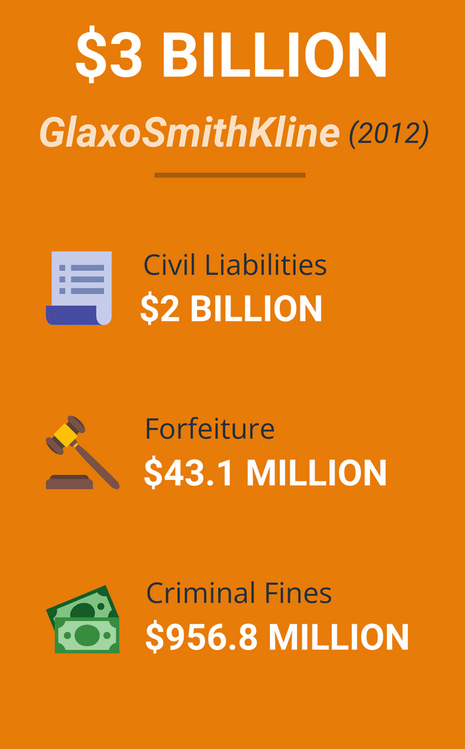 $3 BILLION
GlaxoSmithKline (2012)
Civil Liabilities
$2 BILLION
Forfeiture
$43.1 MILLION
Criminal Fines
$956.8 MILLION